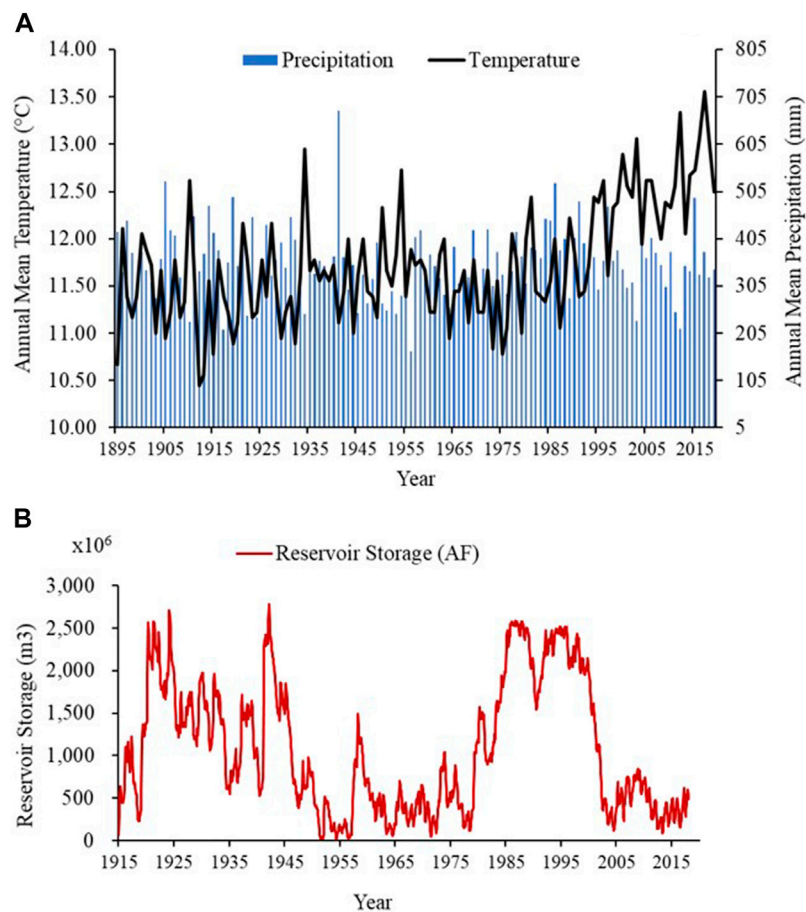 A
14.00
13.50
13.00
12.50
12.00
11.50
11.00
10.50
10.00
Annual Mean Temperature (°C)
Precipitation
Temperature
805
705
605
505
405
305
205
105
5
Annual Mean Precipitation (mm)
1895 1905 1915 1925 1935 1945 1955 1965 1975 1985 1995 2005 2015
Year
B
x10⁶
Reservoir Storage (AF)
3,000
2,500
2,000
1,500
1,000
500
0
Reservoir Storage (m3)
1915 1925 1935 1945 1955 1965 1975 1985 1995 2005 2015
Year